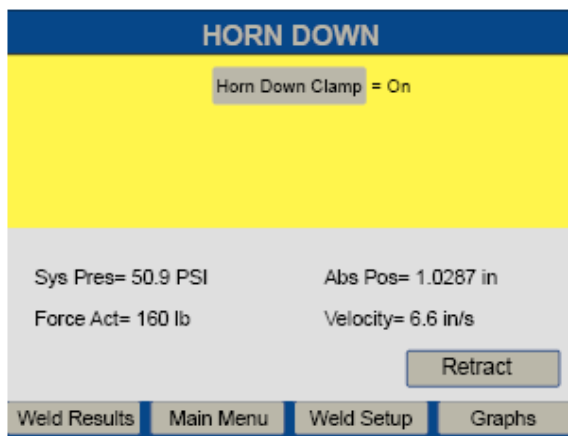 HORN DOWN
Horn Down Clamp = On
Sys Pres= 50.9 PSI Abs Pos= 1.0287 in
Force Act= 160 lb Velocity= 6.6 in/s
Retract
Weld Results Main Menu Weld Setup Graphs